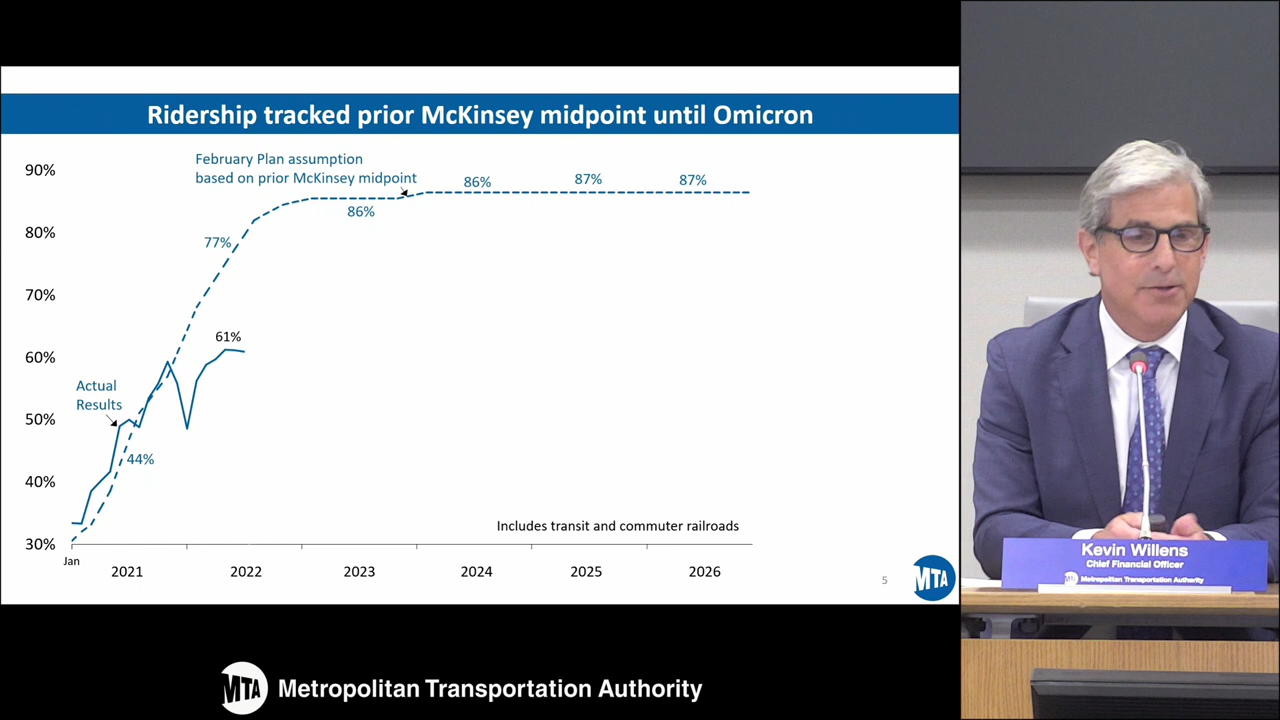 Ridership tracked prior McKinsey midpoint until Omicron
February Plan assumption
based on prior McKinsey midpoint
90%
80%
70%
60%
50%
40%
30%
86%
86%
87%
87%
77%
61%
Actual
Results
44%
Includes transit and commuter railroads
Jan
2021
2022
2023
2024
2025
2026
5
MTA
Kevin Willens
Chief Financial Officer
MTA Metropolitan Transportation Authority
MTA Metropolitan Transportation Authority